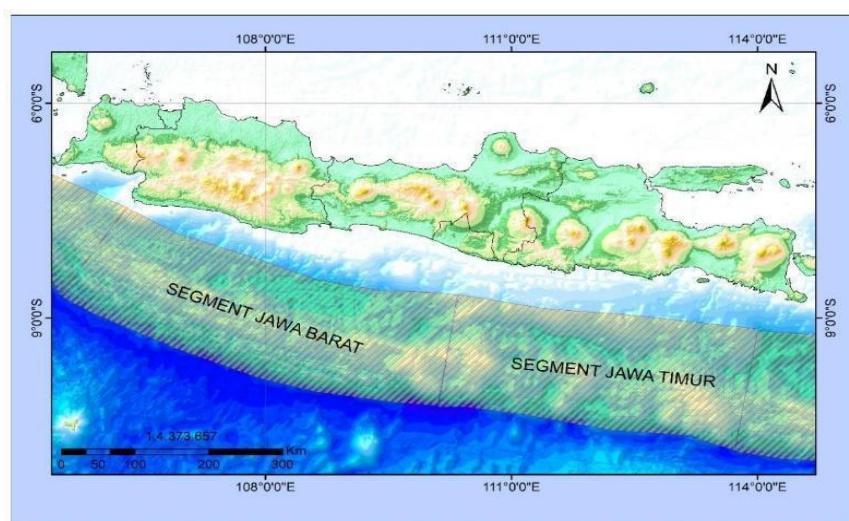 108°0'0"E 111°0'0"E 114°0'0"E
N
6°0'0"S 6°0'0"S
SEGMENT JAWA BARAT
9°0'0"S 9°0'0"S
SEGMENT JAWA TIMUR
1:4.373.657
Km
0 50 100 200 300
108°0'0"E 111°0'0"E 114°0'0"E